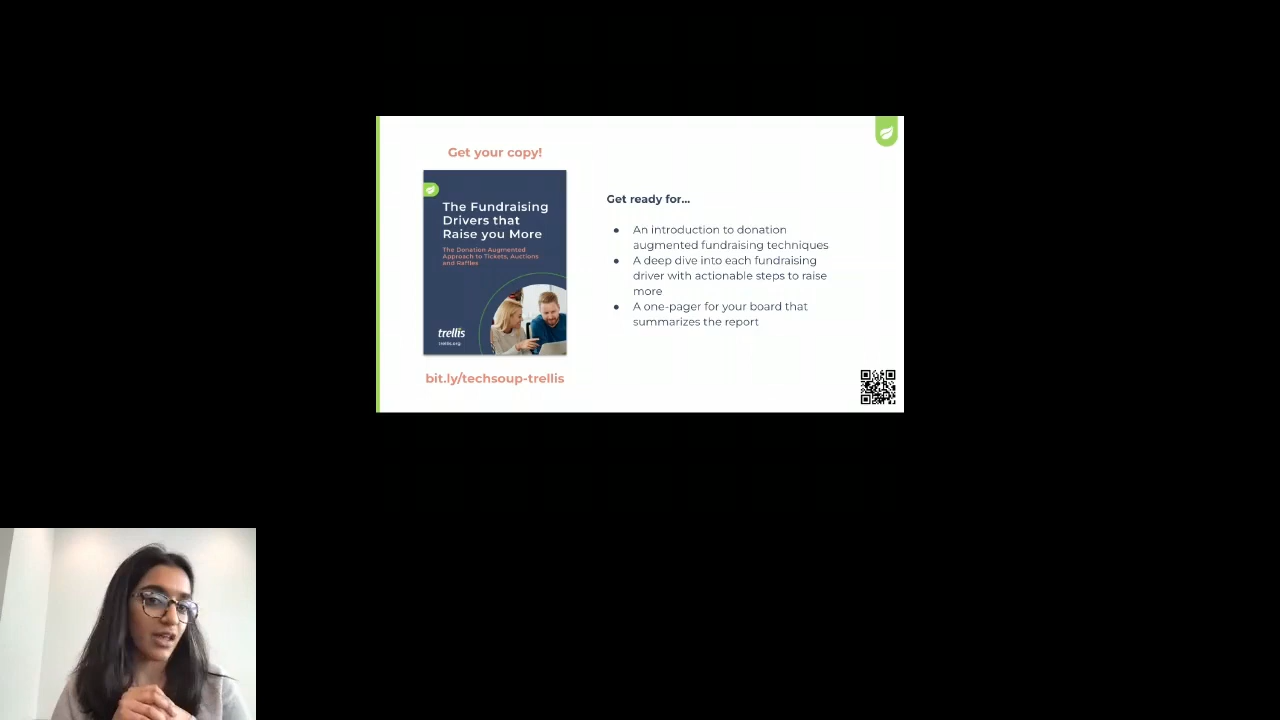 Get your copy!
The Fundraising
Drivers that
Raise you More
The Donation Augmented
Approach to Tickets, Auctions
and Raffles
trellis
trellis.org
bit.ly/techsoup-trellis
Get ready for...
● An introduction to donation
augmented fundraising techniques
● A deep dive into each fundraising
driver with actionable steps to raise
more
● A one-pager for your board that
summarizes the report